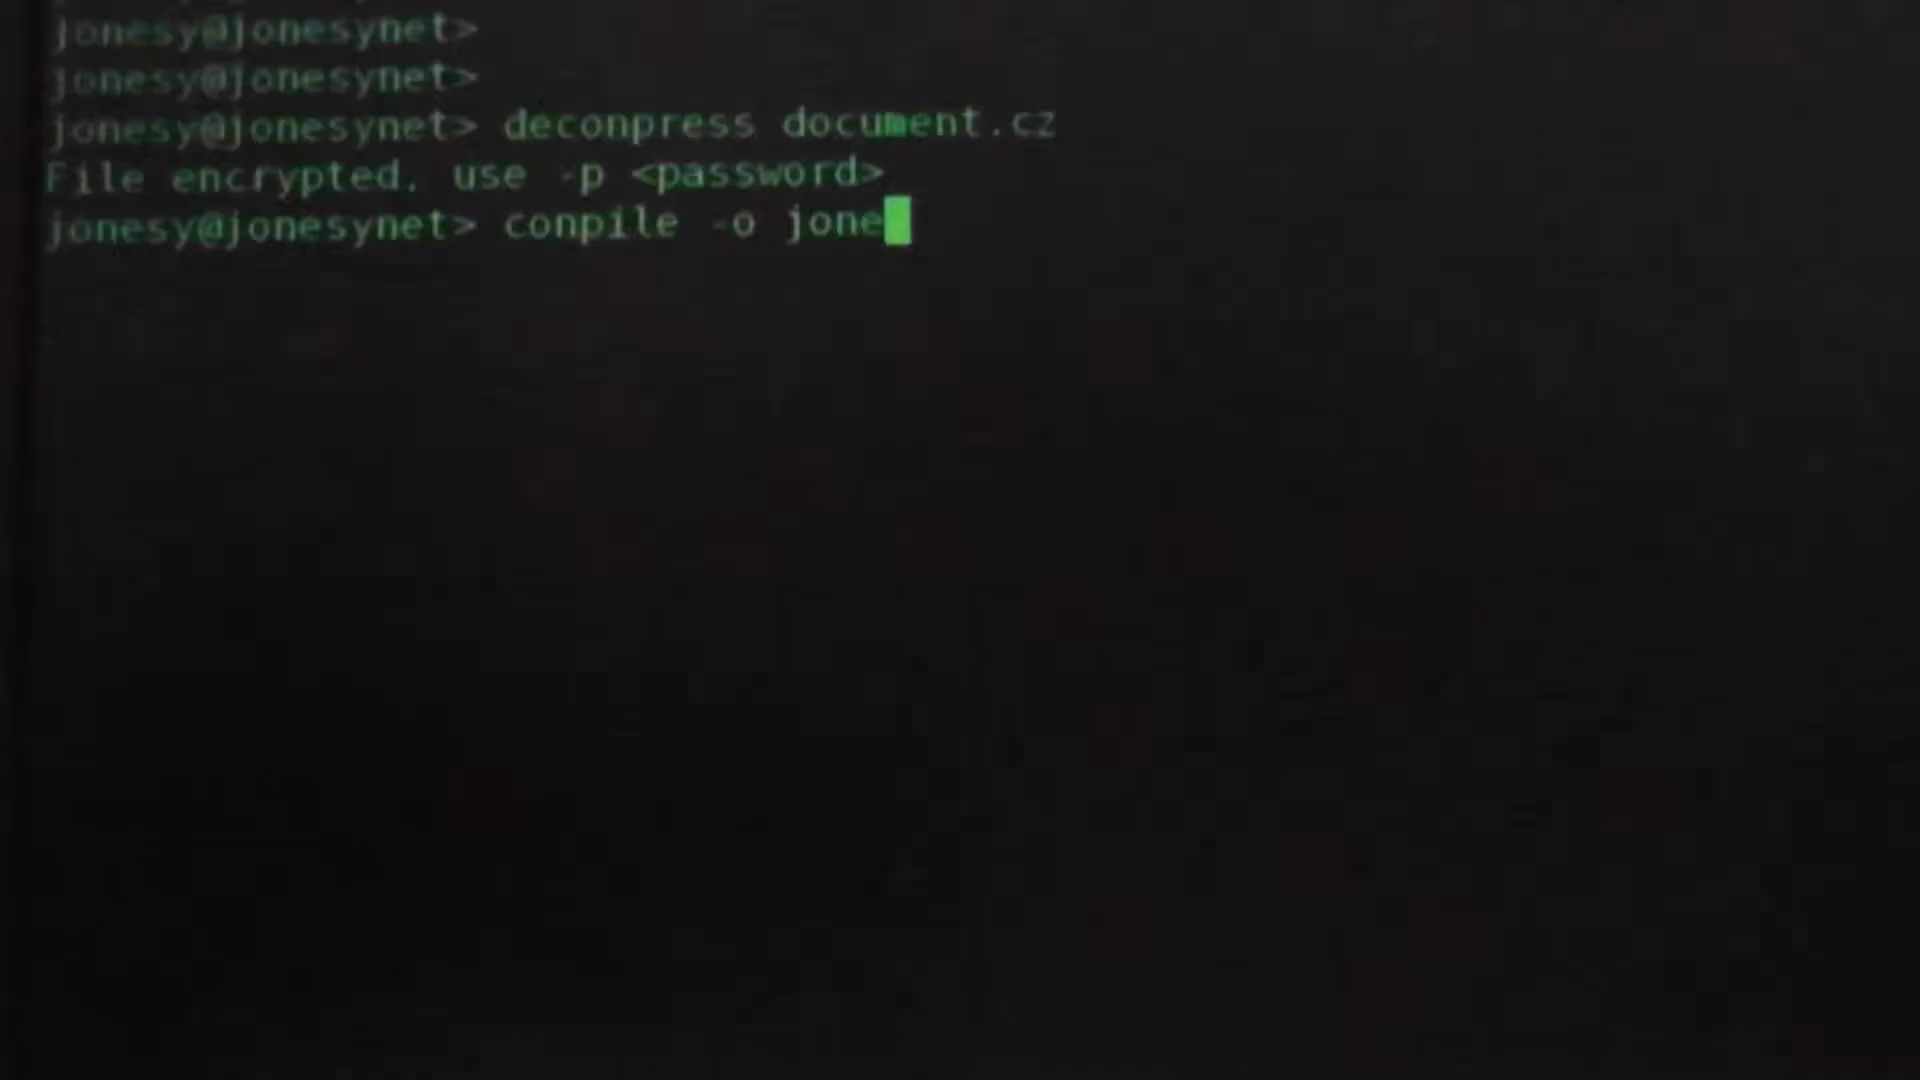 jonesy@jonesynet>
jonesy@jonesynet>
jonesy@jonesynet> deconpress document.cz
File encrypted, use -p <password>
jonesy@jonesynet> conpile -o jone